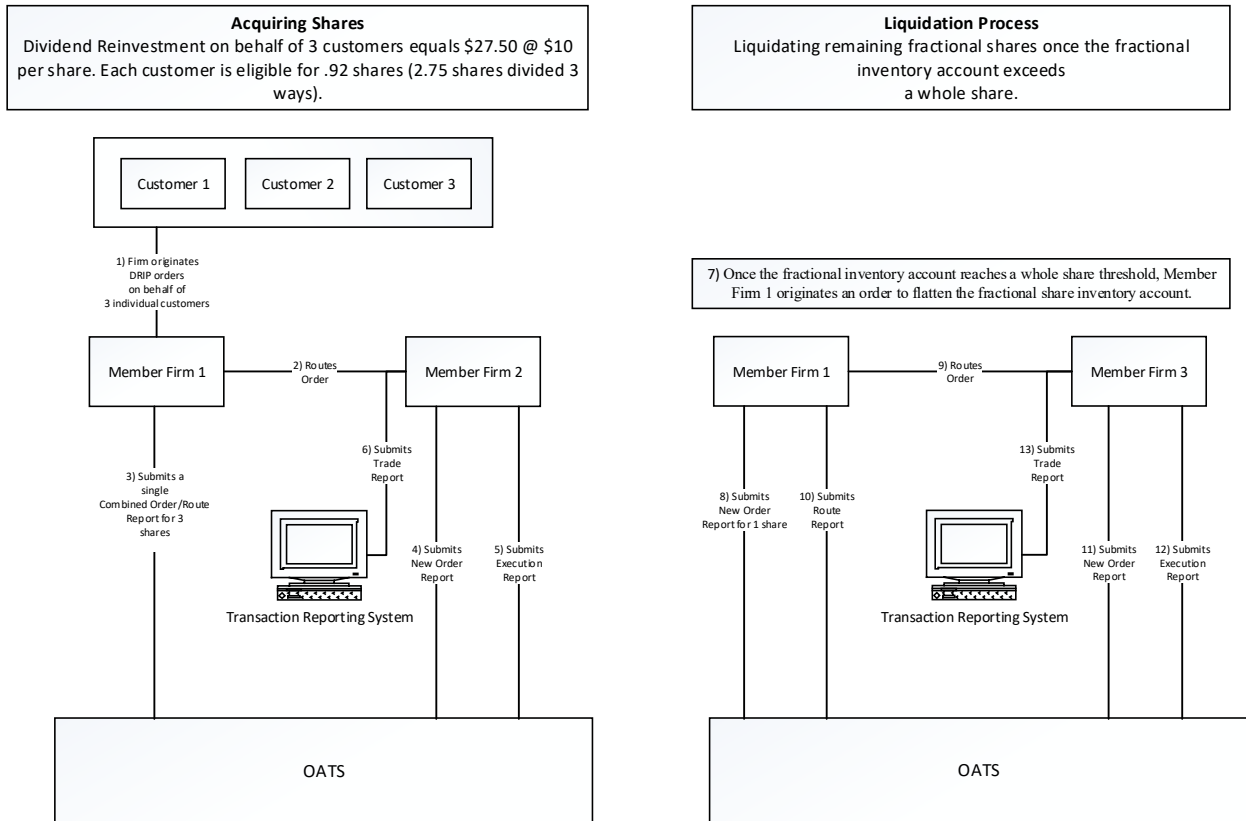 Acquiring Shares
Dividend Reinvestment on behalf of 3 customers equals $27.50 @ $10
per share. Each customer is eligible for .92 shares (2.75 shares divided 3
ways).
Customer 1
Customer 2
Customer 3
1) Firm originates
DRIP orders
on behalf of
3 individual customers
Member Firm 1
2) Routes
Order
Member Firm 2
3) Submits a
single
Combined Order/Route
Report for 3
shares
6) Submits
Trade
Report
4) Submits
New Order
Report
5) Submits
Execution
Report
Transaction Reporting System
OATS
Liquidation Process
Liquidating remaining fractional shares once the fractional
inventory account exceeds
a whole share.
7) Once the fractional inventory account reaches a whole share threshold, Member
Firm 1 originates an order to flatten the fractional share inventory account.
Member Firm 1
9) Routes
Order
Member Firm 3
8) Submits
New Order
Report for 1 share
10) Submits
Route
Report
13) Submits
Trade
Report
11) Submits
New Order
Report
12) Submits
Execution
Report
Transaction Reporting System
OATS